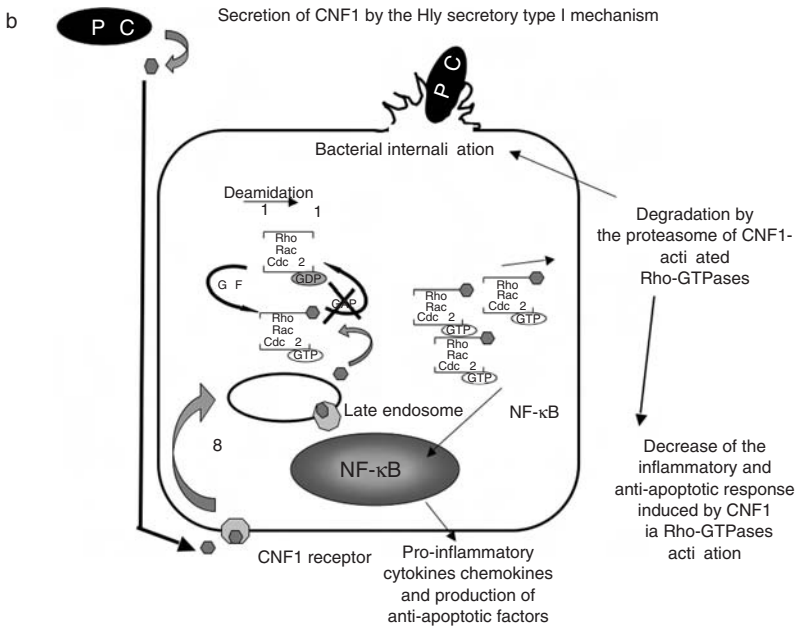 b
Secretion of CNF1 by the Hly secretory type I mechanism
P C
P C
Bacterial internali ation
Deamidation
1 1
Rho
Rac
Cdc 2
GDP
G F
GAP
Rho
Rac
Cdc 2
GTP
Rho
Rac
Cdc 2
GTP
Rho
Rac
Cdc 2
GTP
Rho
Rac
Cdc 2
GTP
Degradation by
the proteasome of CNF1-
acti ated
Rho-GTPases
Late endosome
NF-κB
8
NF-κB
Decrease of the
inflammatory and
anti-apoptotic response
induced by CNF1
ia Rho-GTPases
acti ation
CNF1 receptor
Pro-inflammatory
cytokines chemokines
and production of
anti-apoptotic factors